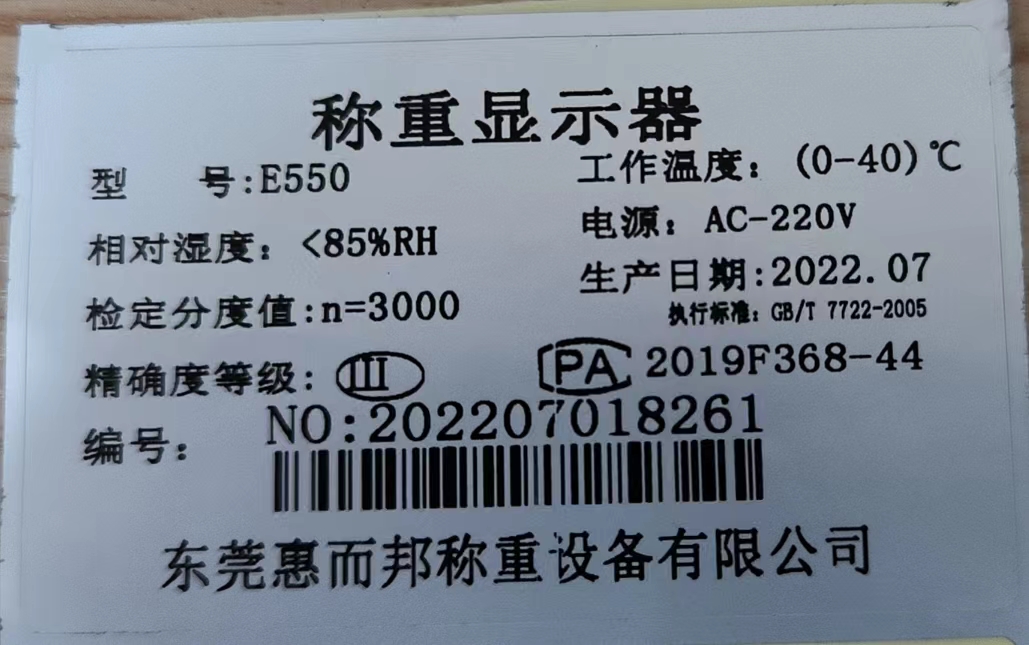 称重显示器
型 号:E550
工作温度：(0-40)℃
相对湿度：<85%RH
电源：AC-220V
检定分度值:n=3000
生产日期:2022.07
执行标准：GB/T 7722-2005
精确度等级：III
PA 2019F368-44
编号：NO:202207018261
东莞惠而邦称重设备有限公司